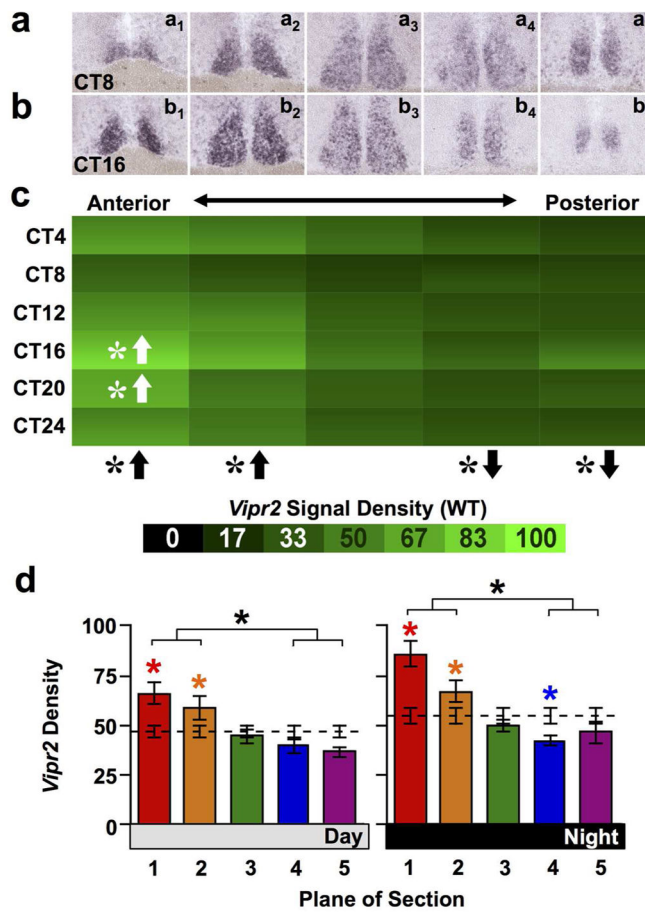 a
a1 a2 a3 a4 a
CT8
b
b1 b2 b3 b4 b
CT16
c
Anterior Posterior
CT4
CT8
CT12
CT16 *
CT20 *
CT24
* * * *
Vipr2 Signal Density (WT)
0 17 33 50 67 83 100
d
* *
100
75
50
25
0
Vipr2 Density
* * * * *
Day Night
1 2 3 4 5 1 2 3 4 5
Plane of Section